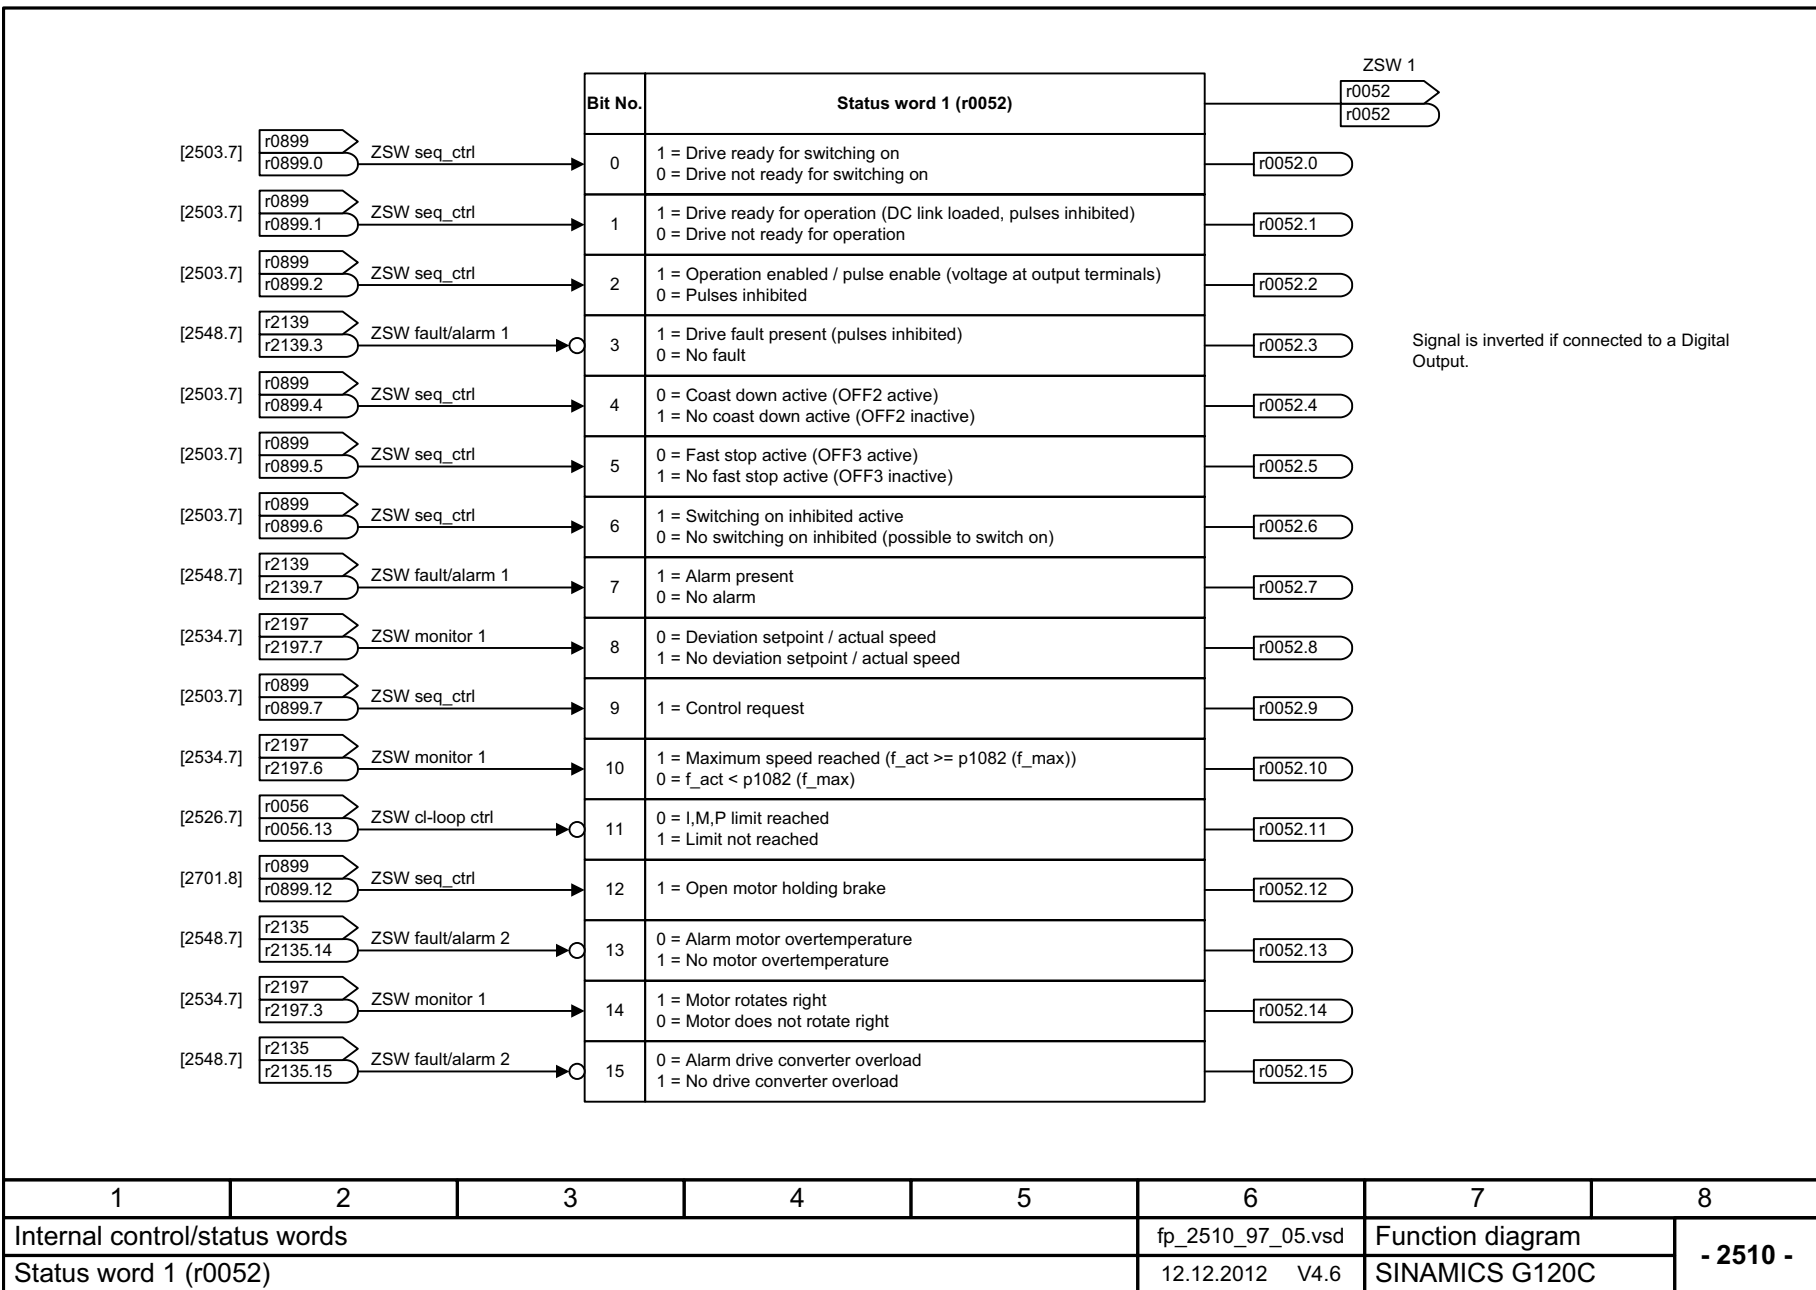 ZSW 1
Bit No. Status word 1 (r0052) r0052
r0052
[2503.7] r0899 ZSW seq_ctrl
r0899.0 0 1 = Drive ready for switching on r0052.0
0 = Drive not ready for switching on
[2503.7] r0899 ZSW seq_ctrl
r0899.1 1 1 = Drive ready for operation (DC link loaded, pulses inhibited) r0052.1
0 = Drive not ready for operation
[2503.7] r0899 ZSW seq_ctrl
r0899.2 2 1 = Operation enabled / pulse enable (voltage at output terminals) r0052.2
0 = Pulses inhibited
[2548.7] r2139 ZSW fault/alarm 1
r2139.3 3 1 = Drive fault present (pulses inhibited) r0052.3 Signal is inverted if connected to a Digital
0 = No fault Output.
[2503.7] r0899 ZSW seq_ctrl
r0899.4 4 0 = Coast down active (OFF2 active) r0052.4
1 = No coast down active (OFF2 inactive)
[2503.7] r0899 ZSW seq_ctrl
r0899.5 5 0 = Fast stop active (OFF3 active) r0052.5
1 = No fast stop active (OFF3 inactive)
[2503.7] r0899 ZSW seq_ctrl
r0899.6 6 1 = Switching on inhibited active r0052.6
0 = No switching on inhibited (possible to switch on)
[2548.7] r2139 ZSW fault/alarm 1
r2139.7 7 1 = Alarm present r0052.7
0 = No alarm
[2534.7] r2197 ZSW monitor 1
r2197.7 8 0 = Deviation setpoint / actual speed r0052.8
1 = No deviation setpoint / actual speed
[2503.7] r0899 ZSW seq_ctrl
r0899.7 9 1 = Control request r0052.9
[2534.7] r2197 ZSW monitor 1
r2197.6 10 1 = Maximum speed reached (f_act >= p1082 (f_max)) r0052.10
0 = f_act < p1082 (f_max)
[2526.7] r0056 ZSW cl-loop ctrl
r0056.13 11 0 = I,M,P limit reached r0052.11
1 = Limit not reached
[2701.8] r0899 ZSW seq_ctrl
r0899.12 12 1 = Open motor holding brake r0052.12
[2548.7] r2135 ZSW fault/alarm 2
r2135.14 13 0 = Alarm motor overtemperature r0052.13
1 = No motor overtemperature
[2534.7] r2197 ZSW monitor 1
r2197.3 14 1 = Motor rotates right r0052.14
0 = Motor does not rotate right
[2548.7] r2135 ZSW fault/alarm 2
r2135.15 15 0 = Alarm drive converter overload r0052.15
1 = No drive converter overload
1 2 3 4 5 6 7 8
Internal control/status words fp_2510_97_05.vsd Function diagram - 2510 -
Status word 1 (r0052) 12.12.2012 V4.6 SINAMICS G120C